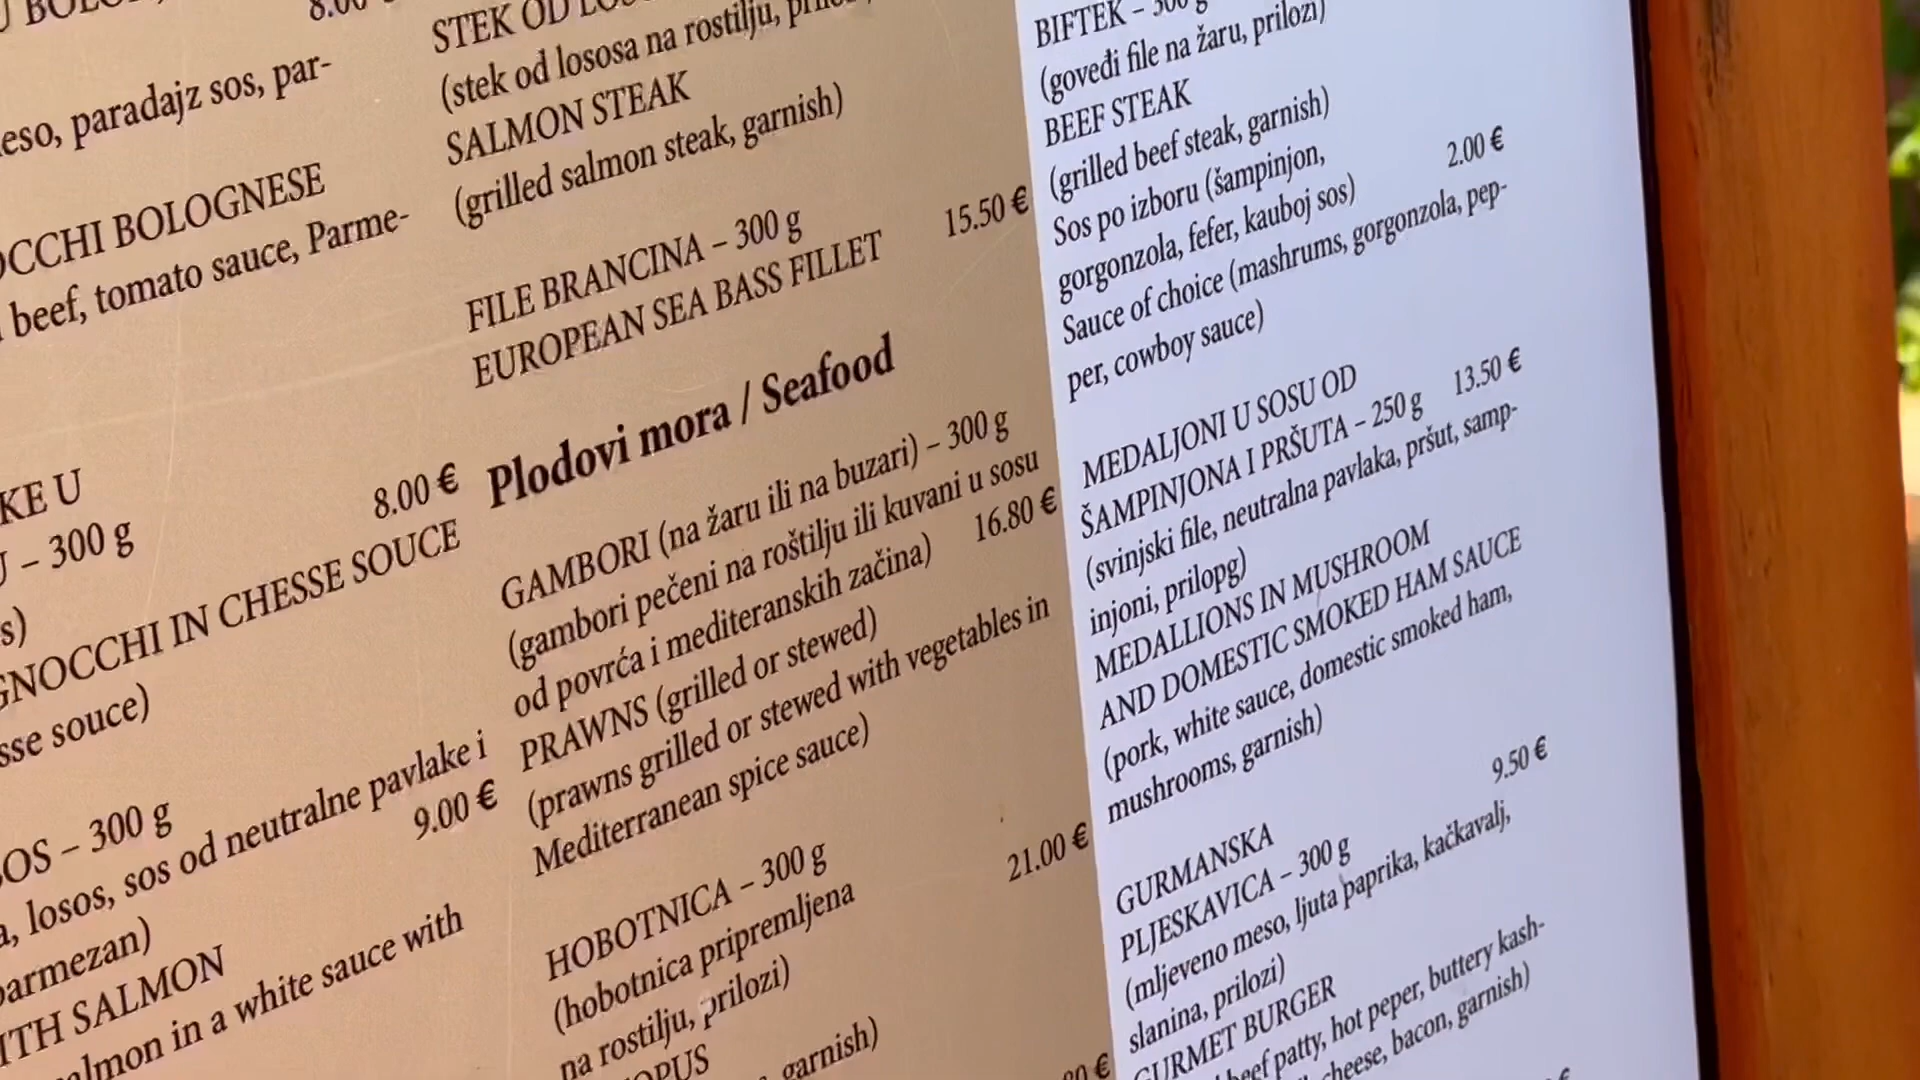 8.00
eso, paradajz sos, par-
OCCHI BOLOGNESE
beef, tomato sauce, Parme-
KE U
– 300 g
8.00 €
s)
GNOCCHI IN CHESSE SOUCE
sse souce)
OS – 300 g
losos, sos od neutralne pavlake i
9.00 €
parmezan)
ITH SALMON
almon in a white sauce with
STEK OD
(stek od lososa na rostilju,
SALMON STEAK
(grilled salmon steak, garnish)
FILE BRANCINA – 300 g
15.50 €
EUROPEAN SEA BASS FILLET
Plodovi mora / Seafood
GAMBORI (na žaru ili na buzari) – 300 g
(gambori pečeni na roštilju ili kuvani u sosu
od povrća i mediteranskih začina)
16.80 €
PRAWNS (grilled or stewed)
(prawns grilled or stewed with vegetables in
Mediterranean spice sauce)
HOBOTNICA – 300 g
21.00 €
(hobotnica pripremljena
na rostilju, prilozi)
OPUS
garnish)
BIFTEK – 300 g
(goveđi file na žaru, prilozi)
BEEF STEAK
(grilled beef steak, garnish)
Sos po izboru (šampinjon,
2.00 €
gorgonzola, fefer, kauboj sos)
Sauce of choice (mashrums, gorgonzola, pep-
per, cowboy sauce)
MEDALJONI U SOSU OD
ŠAMPINJONA I PRŠUTA – 250 g
13.50 €
(svinjski file, neutralna pavlaka, pršut, samp-
injoni, prilopg)
MEDALLIONS IN MUSHROOM
AND DOMESTIC SMOKED HAM SAUCE
(pork, white sauce, domestic smoked ham,
mushrooms, garnish)
GURMANSKA
9.50 €
PLJESKAVICA – 300 g
(mljeveno meso, ljuta paprika, kačkavalj,
slanina, prilozi)
GURMET BURGER
beef patty, hot peper, buttery kash-
cheese, bacon, garnish)